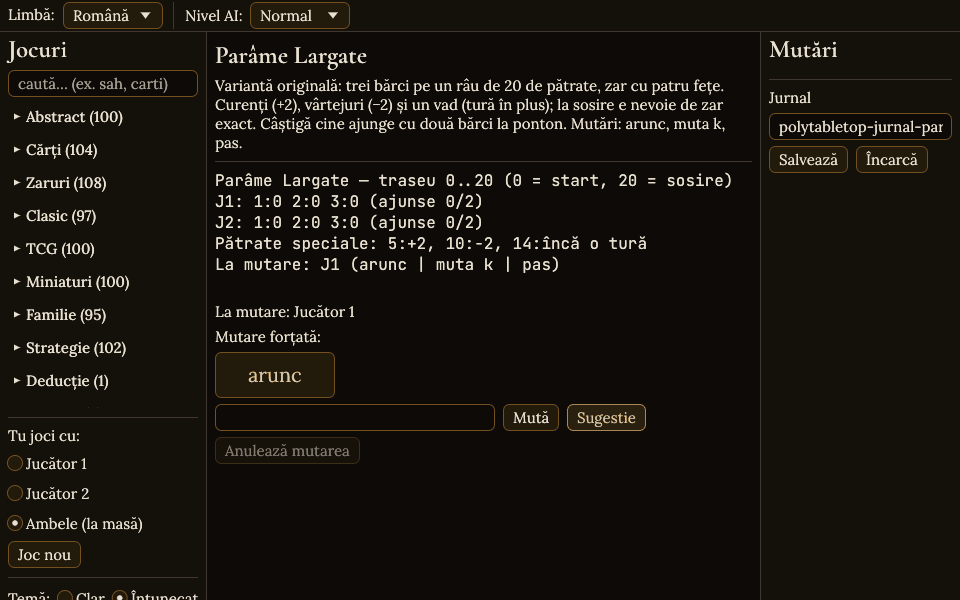 Limbă: Română Nivel AI: Normal
Jocuri
caută... (ex. sah, carti)
Abstract (100)
Cărți (104)
Zaruri (108)
Clasic (97)
TCG (100)
Miniaturi (100)
Familie (95)
Strategie (102)
Deducție (1)
Tu joci cu:
Jucător 1
Jucător 2
Ambele (la masă)
Joc nou
Temă: Clar Întunecat
Parâme Largate
Variantă originală: trei bărci pe un râu de 20 de pătrate, zar cu patru fețe.
Curenți (+2), vârtejuri (−2) și un vad (tură în plus); la sosire e nevoie de zar
exact. Câștigă cine ajunge cu două bărci la ponton. Mutări: arunc, muta k,
pas.
Parâme Largate — traseu 0..20 (0 = start, 20 = sosire)
J1: 1:0 2:0 3:0 (ajunse 0/2)
J2: 1:0 2:0 3:0 (ajunse 0/2)
Pătrate speciale: 5:+2, 10:-2, 14:încă o tură
La mutare: J1 (arunc | muta k | pas)
La mutare: Jucător 1
Mutare forțată:
arunc
Mută Sugestie
Anulează mutarea
Mutări
Jurnal
polytabletop-jurnal-par
Salvează Încarcă